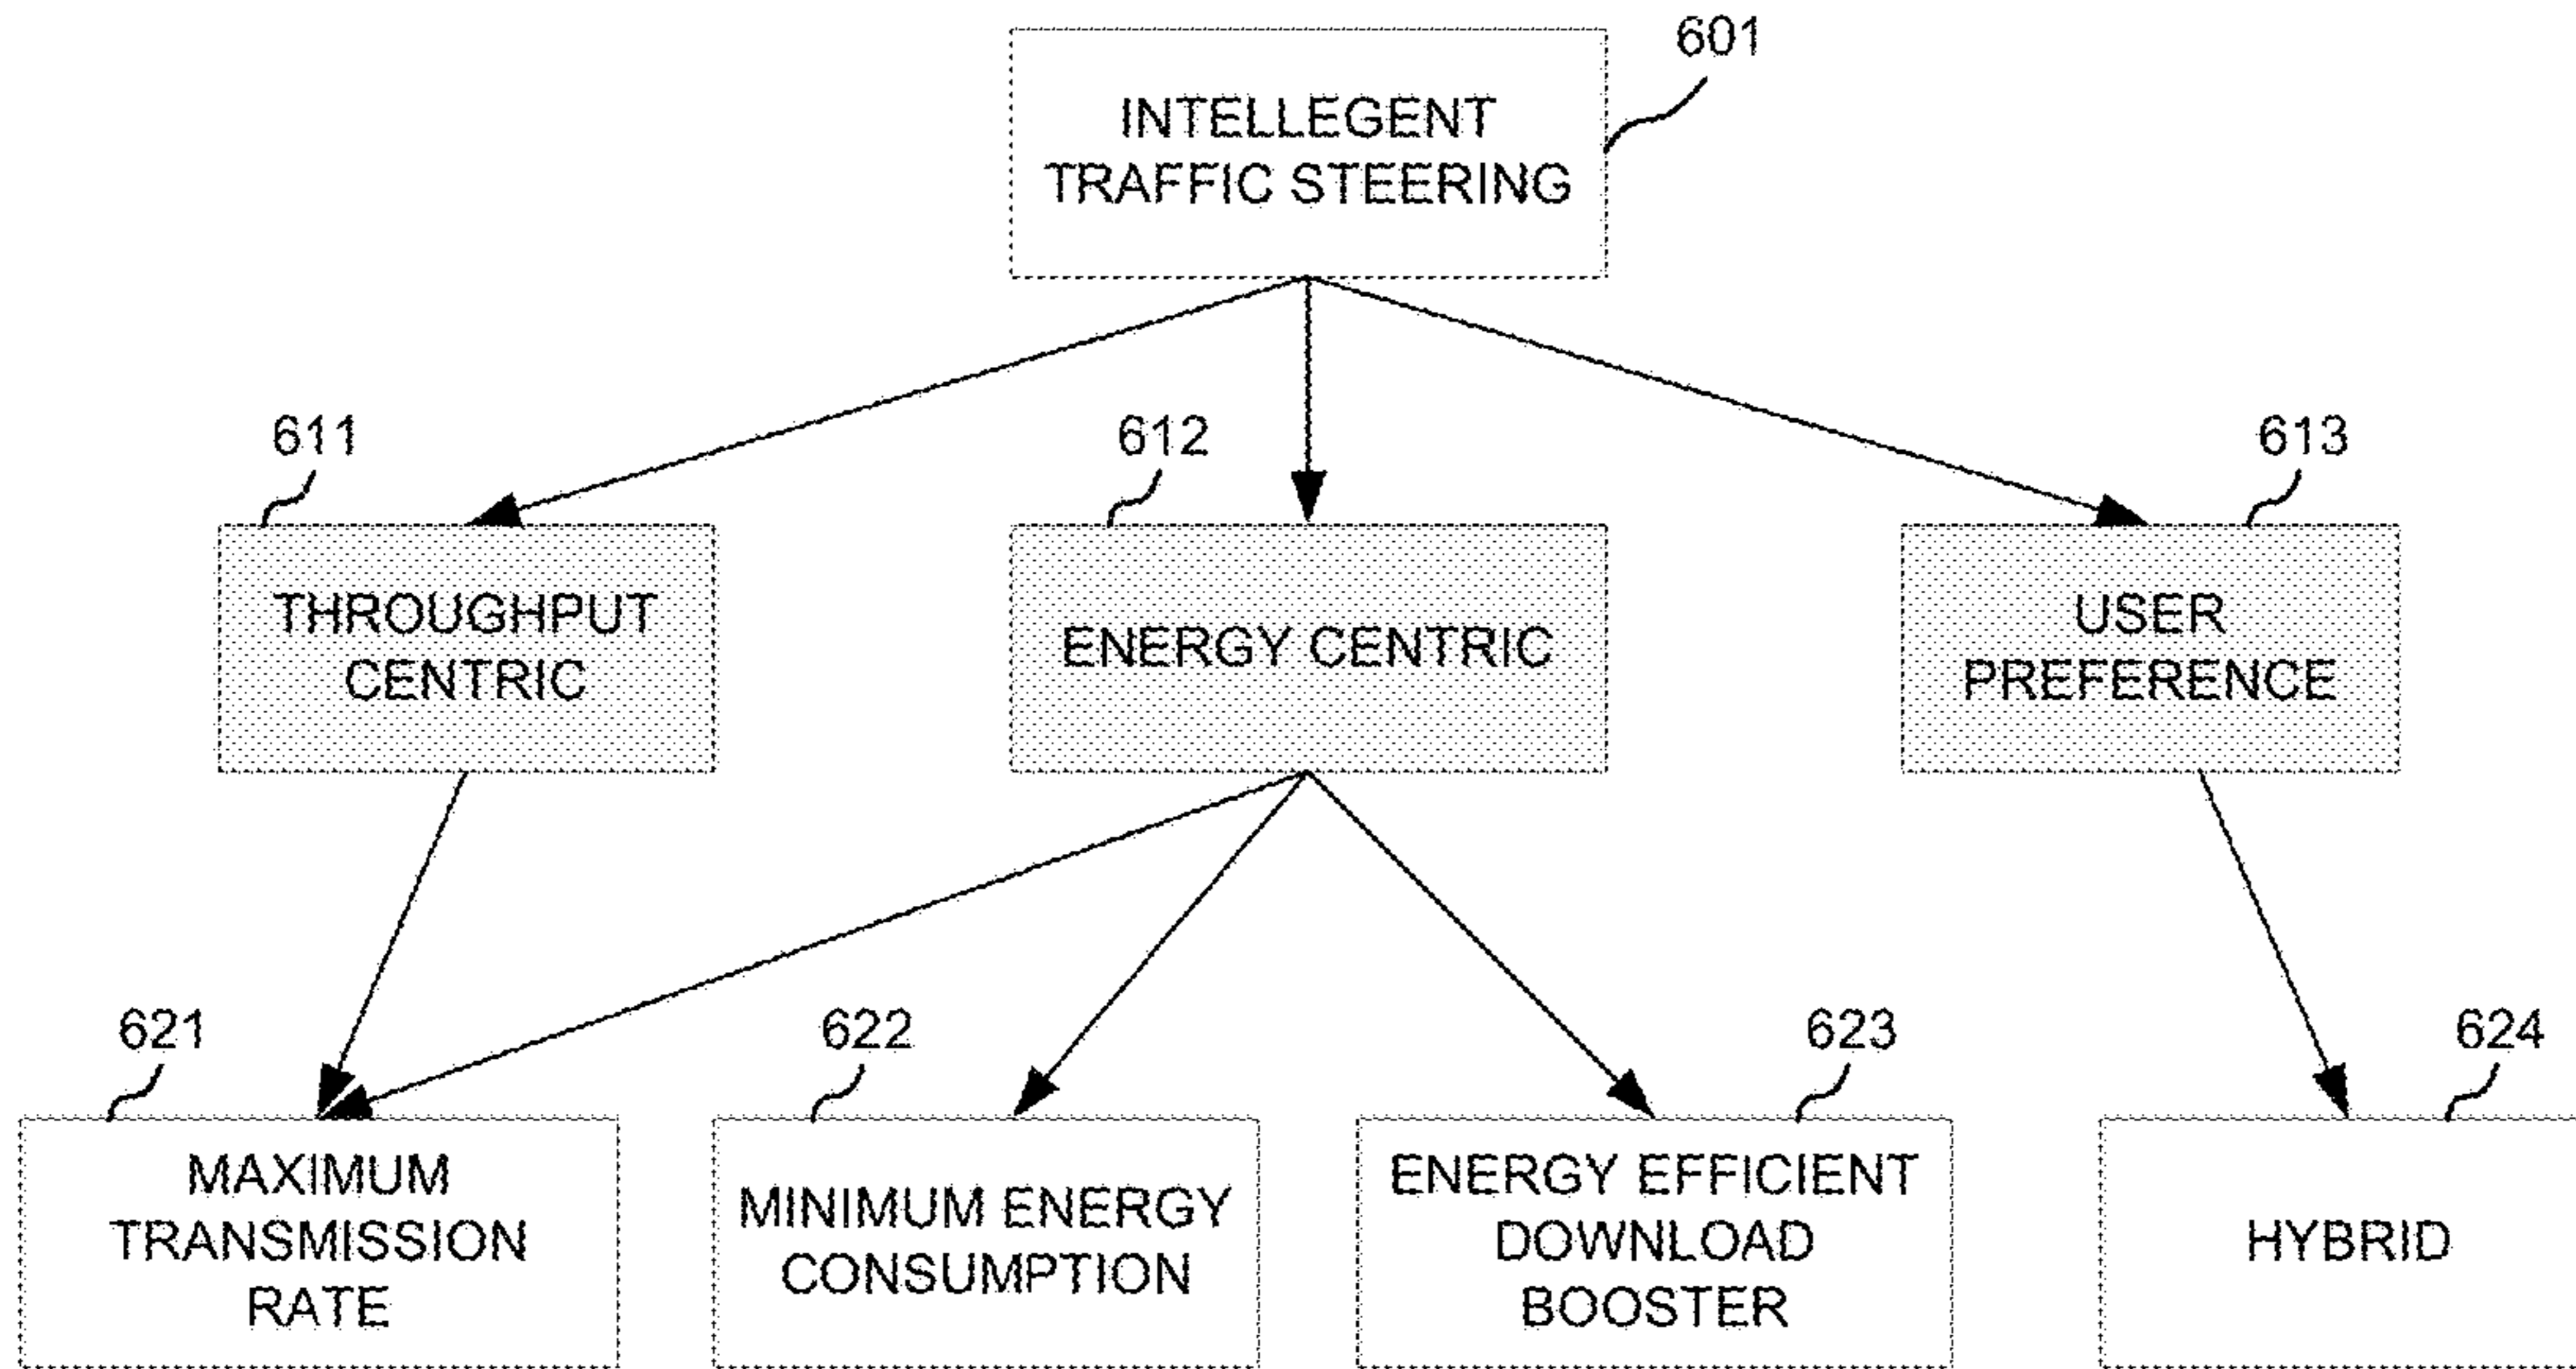 601
INTELLEGENT
TRAFFIC STEERING
611
612
613
THROUGHPUT
CENTRIC
ENERGY CENTRIC
USER
PREFERENCE
621
622
623
624
MAXIMUM
TRANSMISSION
RATE
MINIMUM ENERGY
CONSUMPTION
ENERGY EFFICIENT
DOWNLOAD
BOOSTER
HYBRID